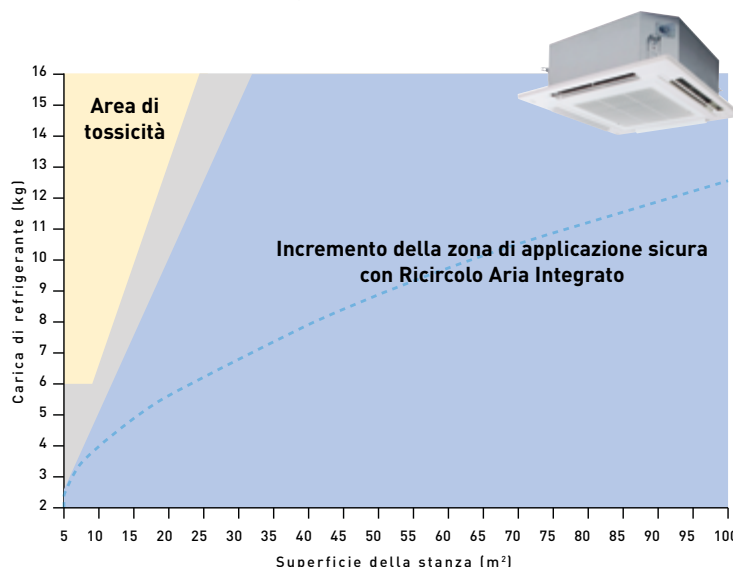 Area di
tossicità
Incremento della zona di applicazione sicura
con Ricircolo Aria Integrato
Carica di refrigerante (kg)
16
15
14
13
12
11
10
9
8
7
6
5
4
3
2
5 10 15 20 25 30 35 40 45 50 55 60 65 70 75 80 85 90 95 100
Superficie della stanza (m²)